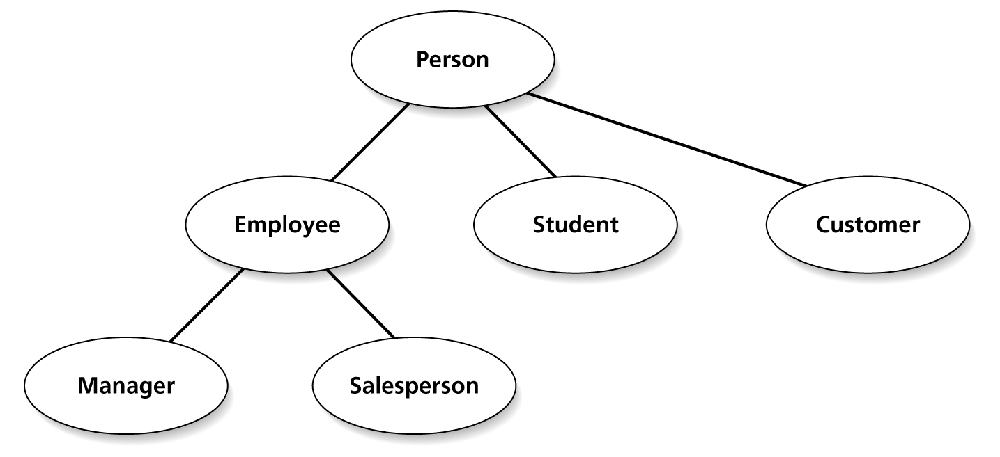 Person
Employee
Student
Customer
Manager
Salesperson